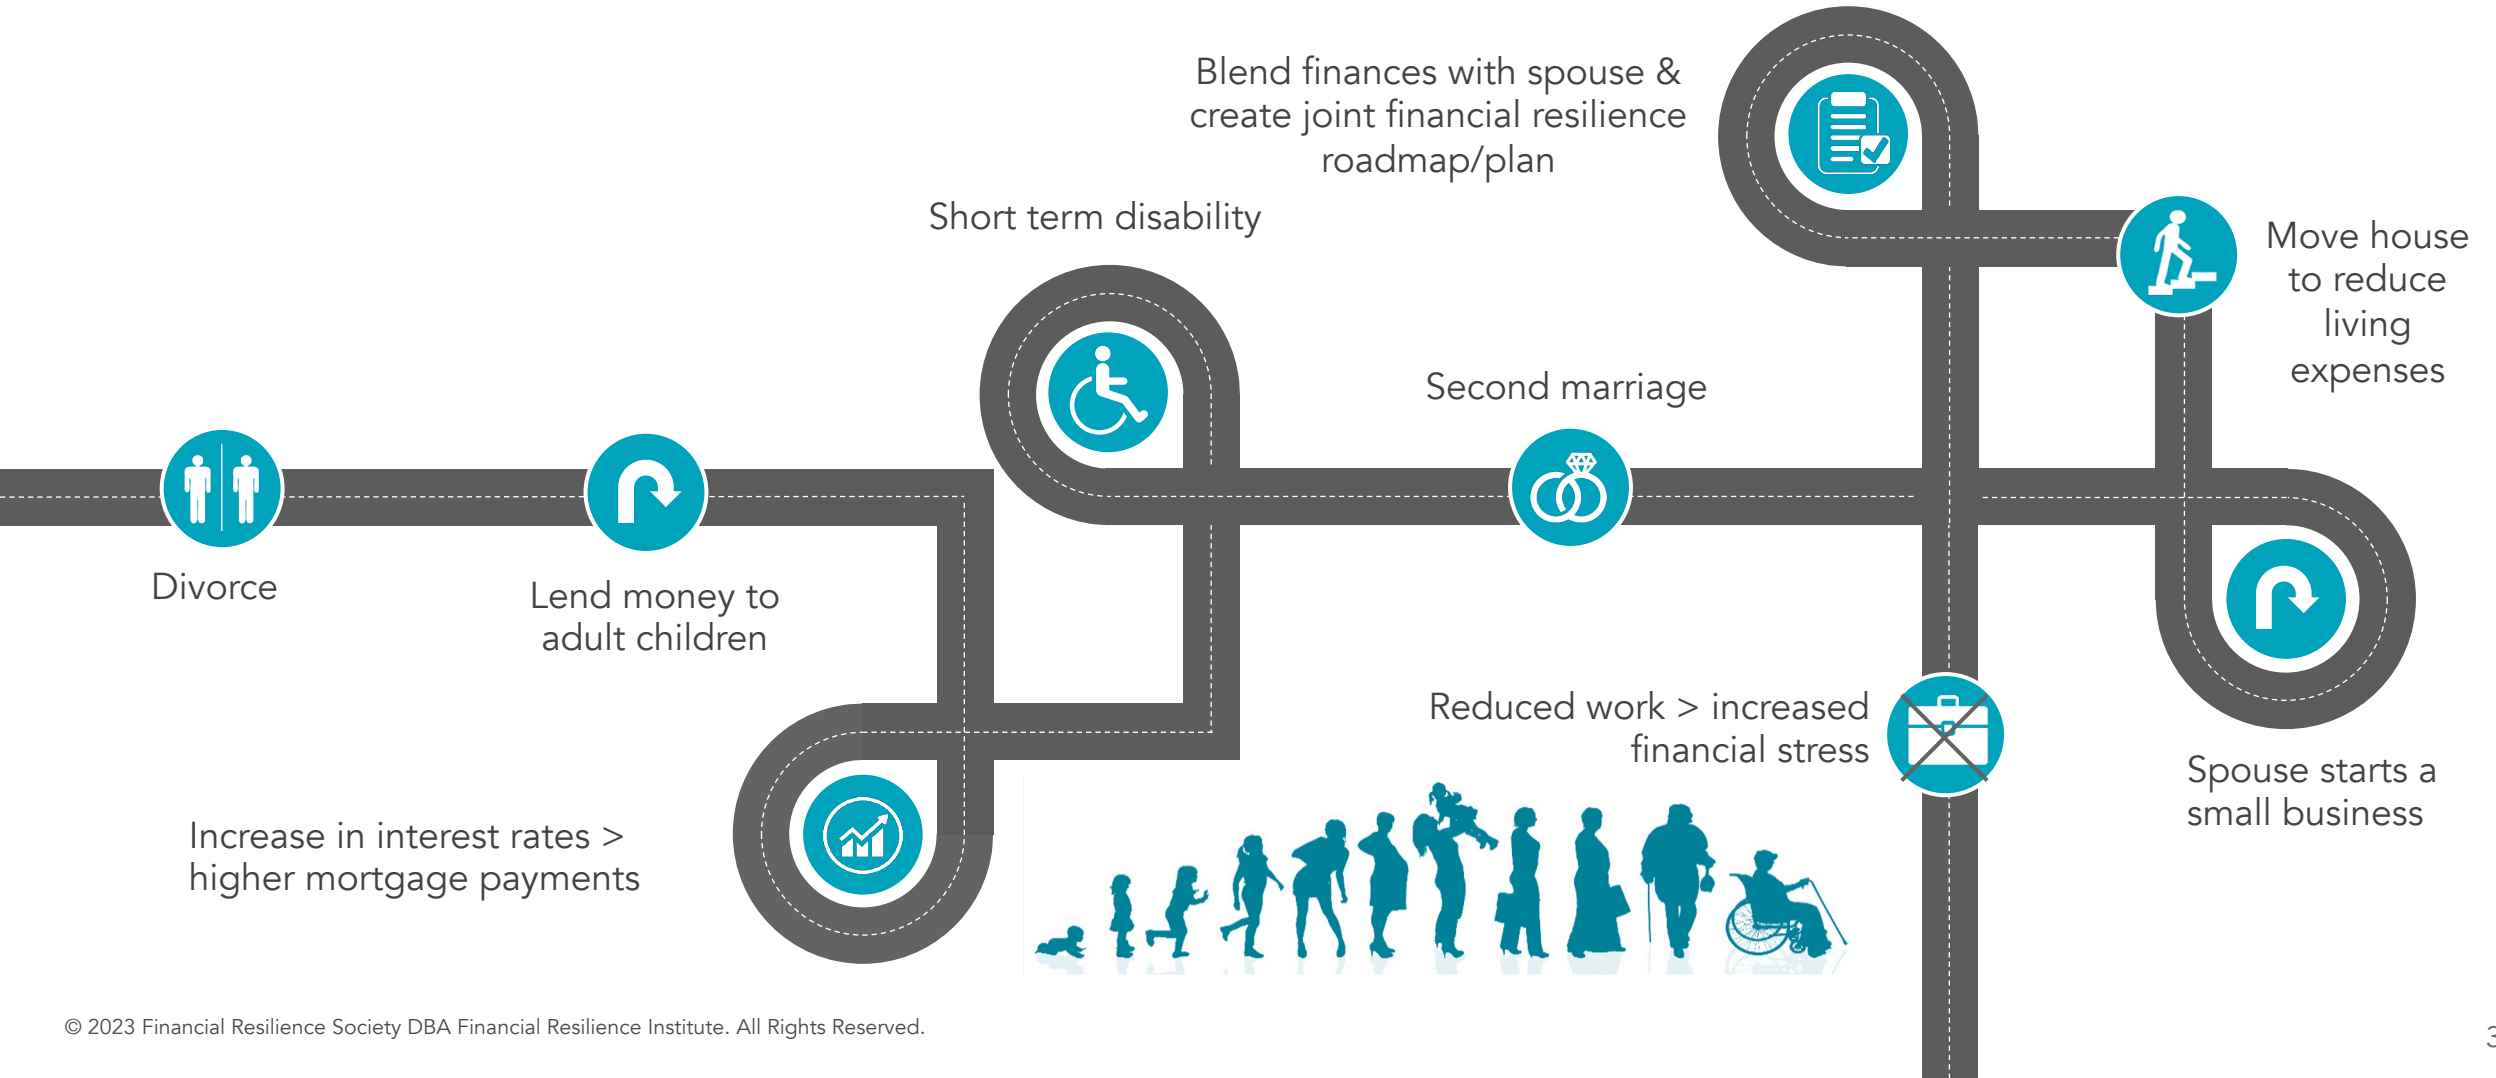 Blend finances with spouse &
create joint financial resilience
roadmap/plan
Short term disability
Move house
to reduce
living
expenses
Second marriage
Divorce
Lend money to
adult children
Reduced work > increased
financial stress
Spouse starts a
small business
Increase in interest rates >
higher mortgage payments
© 2023 Financial Resilience Society DBA Financial Resilience Institute. All Rights Reserved.